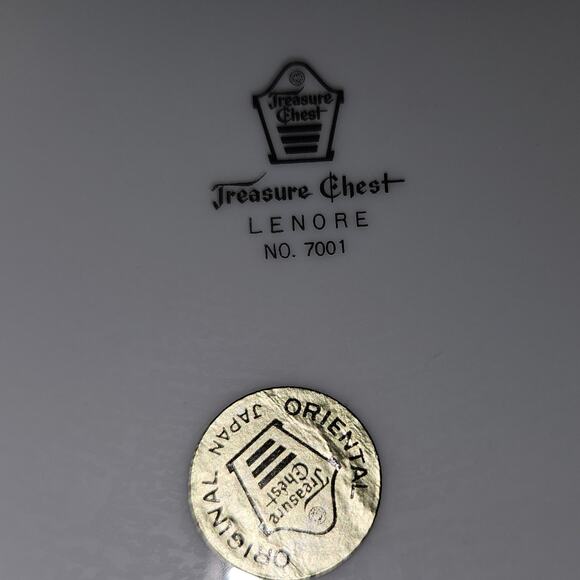 Treasure
Chest
Treasure Chest
LENORE
NO. 7001
ORIGINAL ORIENTAL
JAPAN
Treasure
Chest